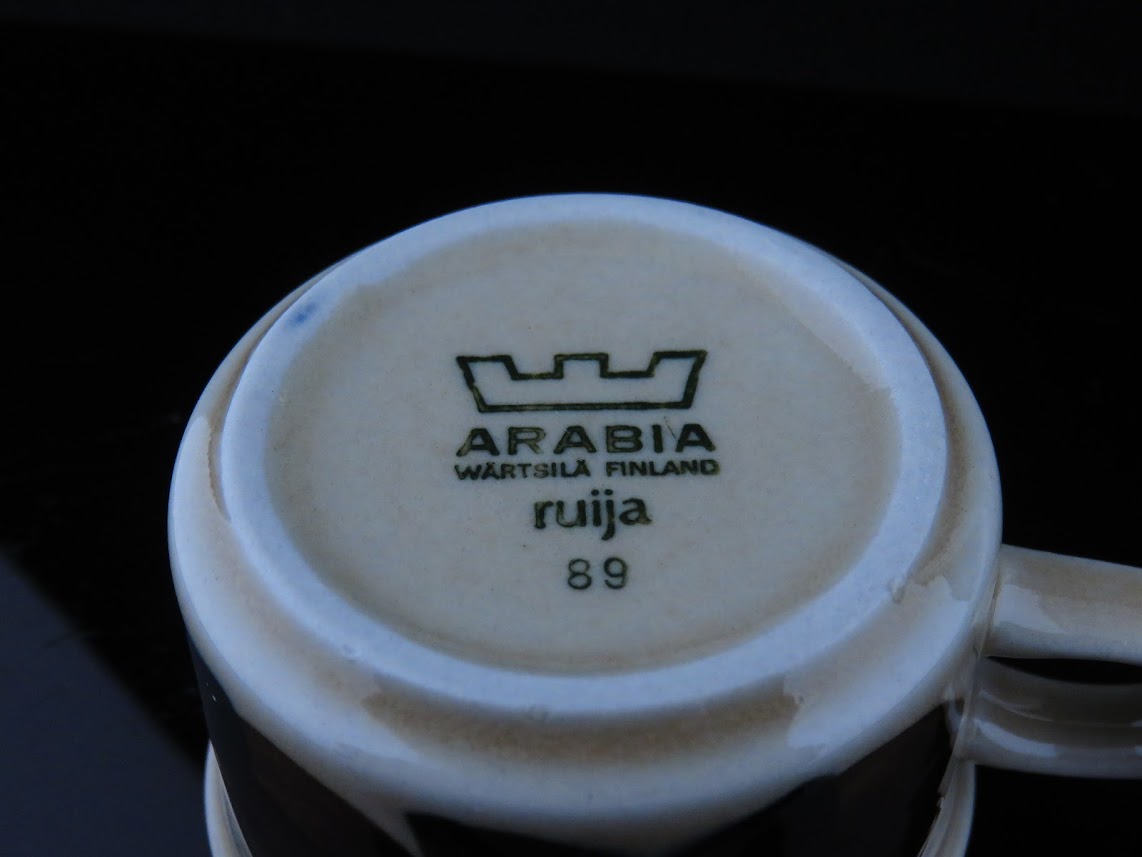 ARABIA
WÄRTSILÄ FINLAND
ruija
89